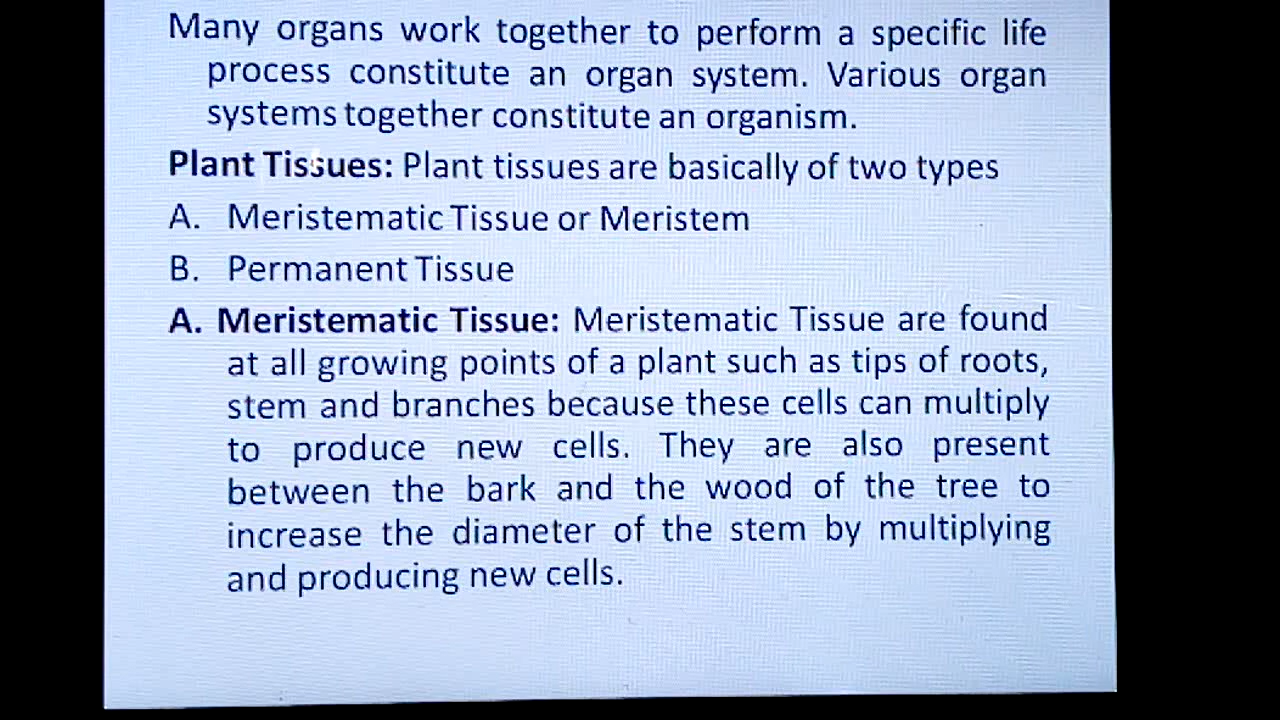 Many organs work together to perform a specific life
process constitute an organ system. Various organ
systems together constitute an organism.
Plant Tissues: Plant tissues are basically of two types
A. Meristematic Tissue or Meristem
B. Permanent Tissue
A. Meristematic Tissue: Meristematic Tissue are found
at all growing points of a plant such as tips of roots,
stem and branches because these cells can multiply
to produce new cells. They are also present
between the bark and the wood of the tree to
increase the diameter of the stem by multiplying
and producing new cells.